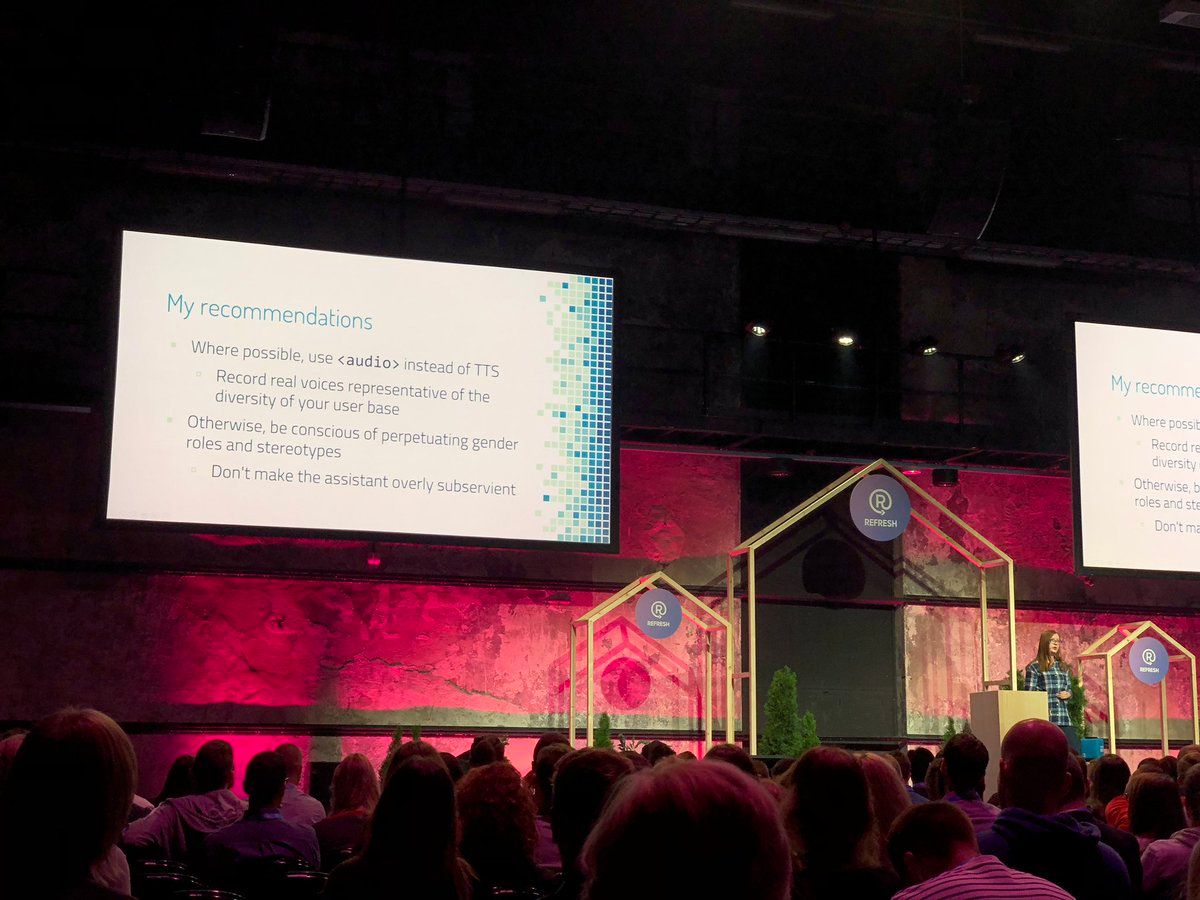 My recommendations
Where possible, use <audio> instead of TTS
Record real voices representative of the
diversity of your user base
Otherwise, be conscious of perpetuating gender
roles and stereotypes
Don't make the assistant overly subservient
R
REFRESH
R
REFRESH
R
REFRESH
My recomme
Where possib
Record re
diversity
Otherwise, b
roles and ste
Don't ma